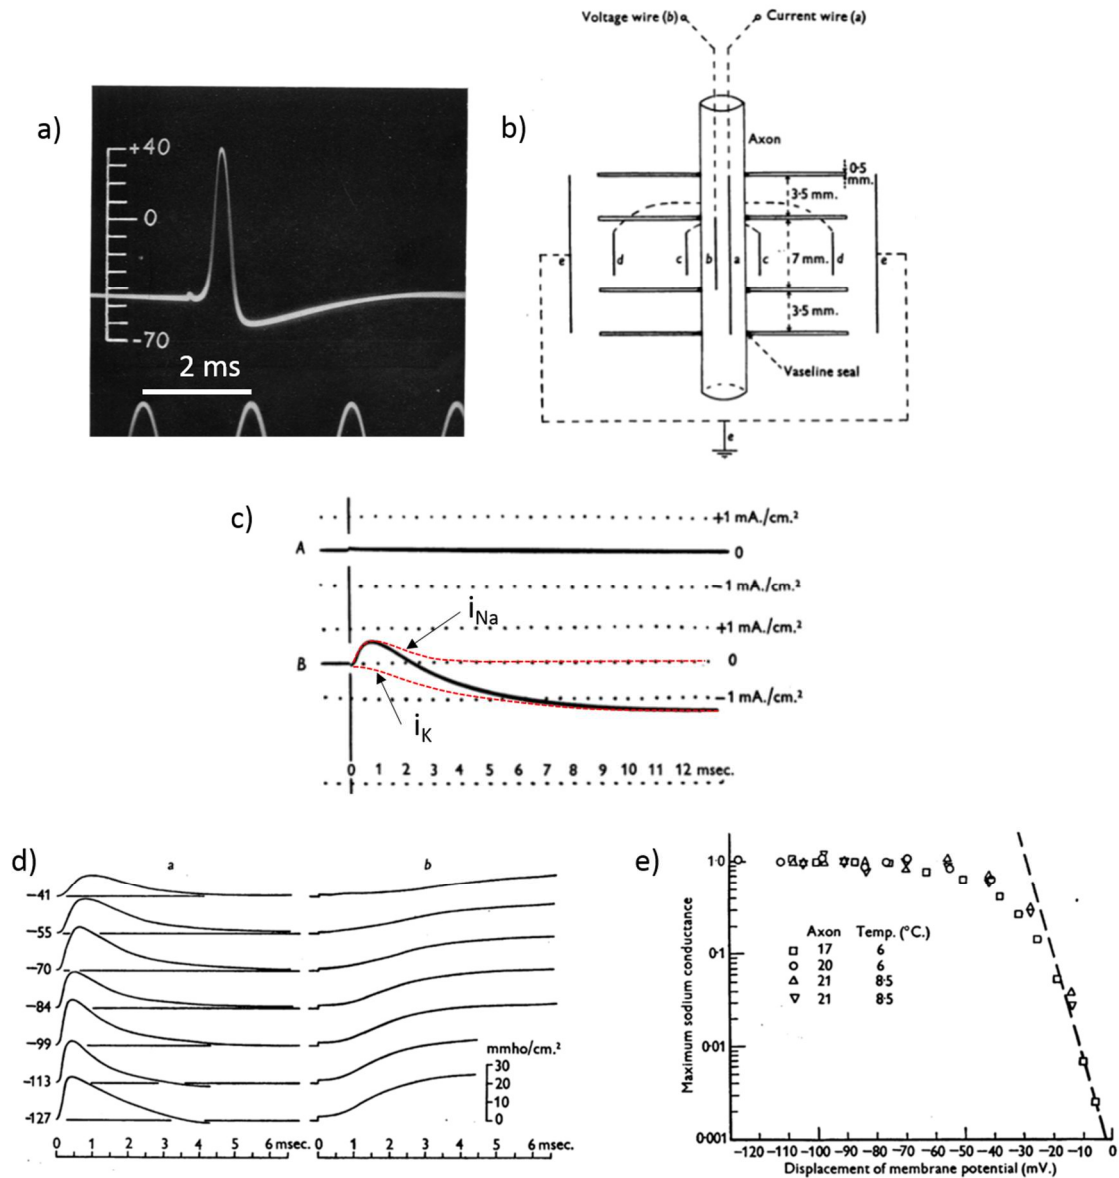 a)
+40
0
-70
2 ms
b)
Voltage wire (b)
Current wire (a)
Axon
0·5
mm.
3·5 mm.
7 mm.
3·5 mm.
e
d
c
b
a
c
d
e
Vaseline seal
e
c)
+1 mA./cm.²
A
0
−1 mA./cm.²
+1 mA./cm.²
iNa
B
0
−1 mA./cm.²
iK
0 1 2 3 4 5 6 7 8 9 10 11 12 msec.
d)
a
b
−41
−55
−70
−84
−99
−113
−127
mmho/cm.²
30
20
10
0
0 1 2 3 4 5 6 msec.
0 1 2 3 4 5 6 msec.
e)
Maximum sodium conductance
1·0
0·1
0·01
0·001
Axon Temp. (°C.)
17 6
20 6
21 8·5
21 8·5
−120 −110 −100 −90 −80 −70 −60 −50 −40 −30 −20 −10 0
Displacement of membrane potential (mV.)